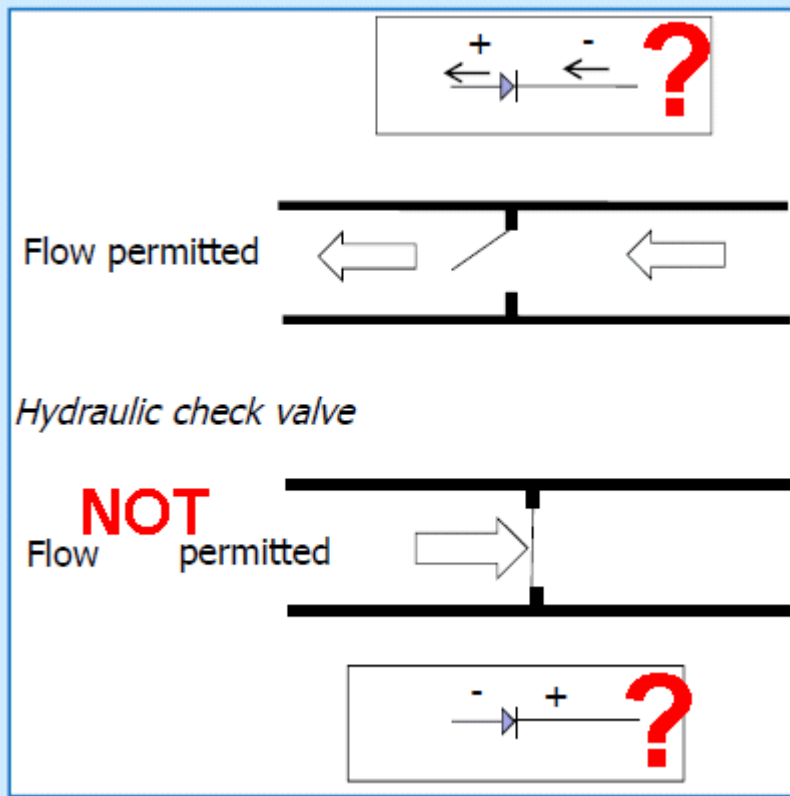 + - ?
Flow permitted
Hydraulic check valve
NOT
Flow permitted
- + ?